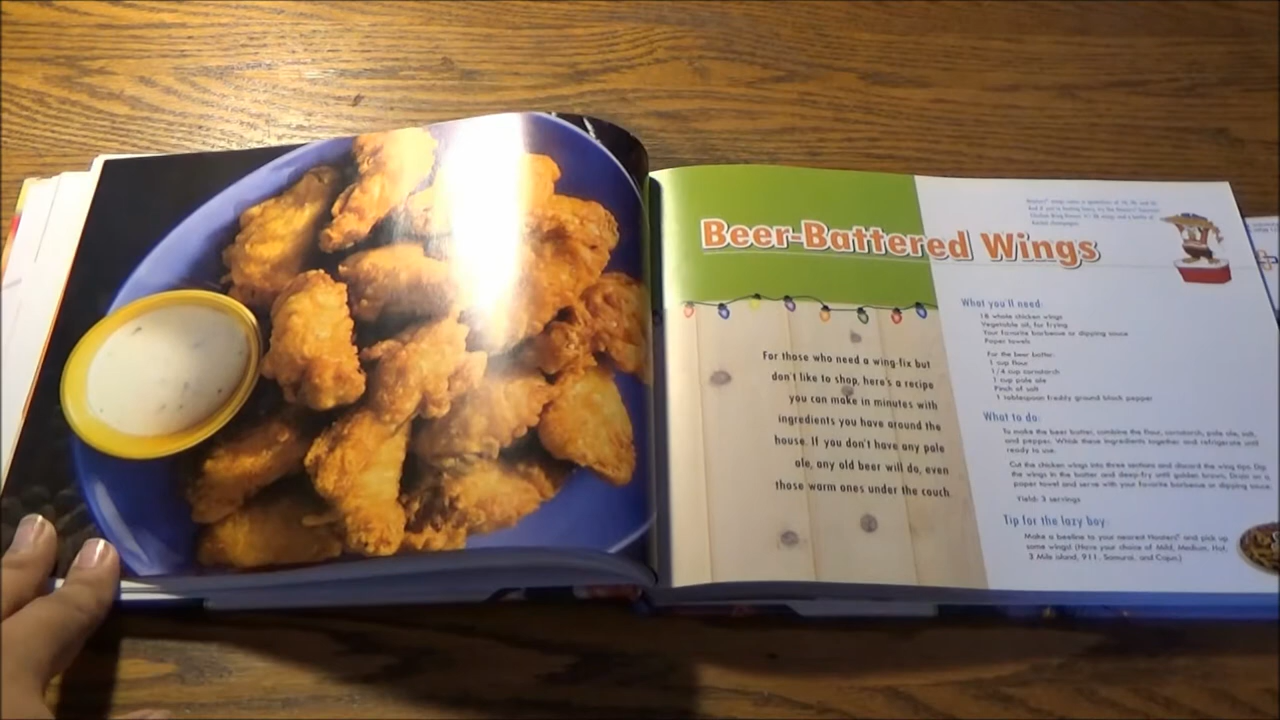 Beer-Battered Wings
For those who need a wing-fix but
don't like to shop, here's a recipe
you can make in minutes with
ingredients you have around the
house. If you don't have any pale
ale, any old beer will do, even
those warm ones under the couch.
What you'll need:
18 whole chicken wings
Vegetable oil, for frying
Your favorite barbecue or dipping sauce
Paper towels
For the beer batter:
1 cup flour
1/4 cup cornstarch
1 cup pale ale
Pinch of salt
1 tablespoon freshly ground black pepper
What to do:
To make the beer batter, combine the flour, cornstarch, pale ale, salt,
and pepper. Whisk these ingredients together and refrigerate until
ready to use.
Cut the chicken wings into three sections and discard the wing tips. Dip
the wings in the batter and deep-fry until golden brown. Drain on a
paper towel and serve with your favorite barbecue or dipping sauce.
Yield: 3 servings
Tip for the lazy boy:
Make a beeline to your nearest Hooters® and pick up
some wings! (Have your choice of Mild, Medium, Hot,
3 Mile Island, 911, Samurai, and Cajun.)